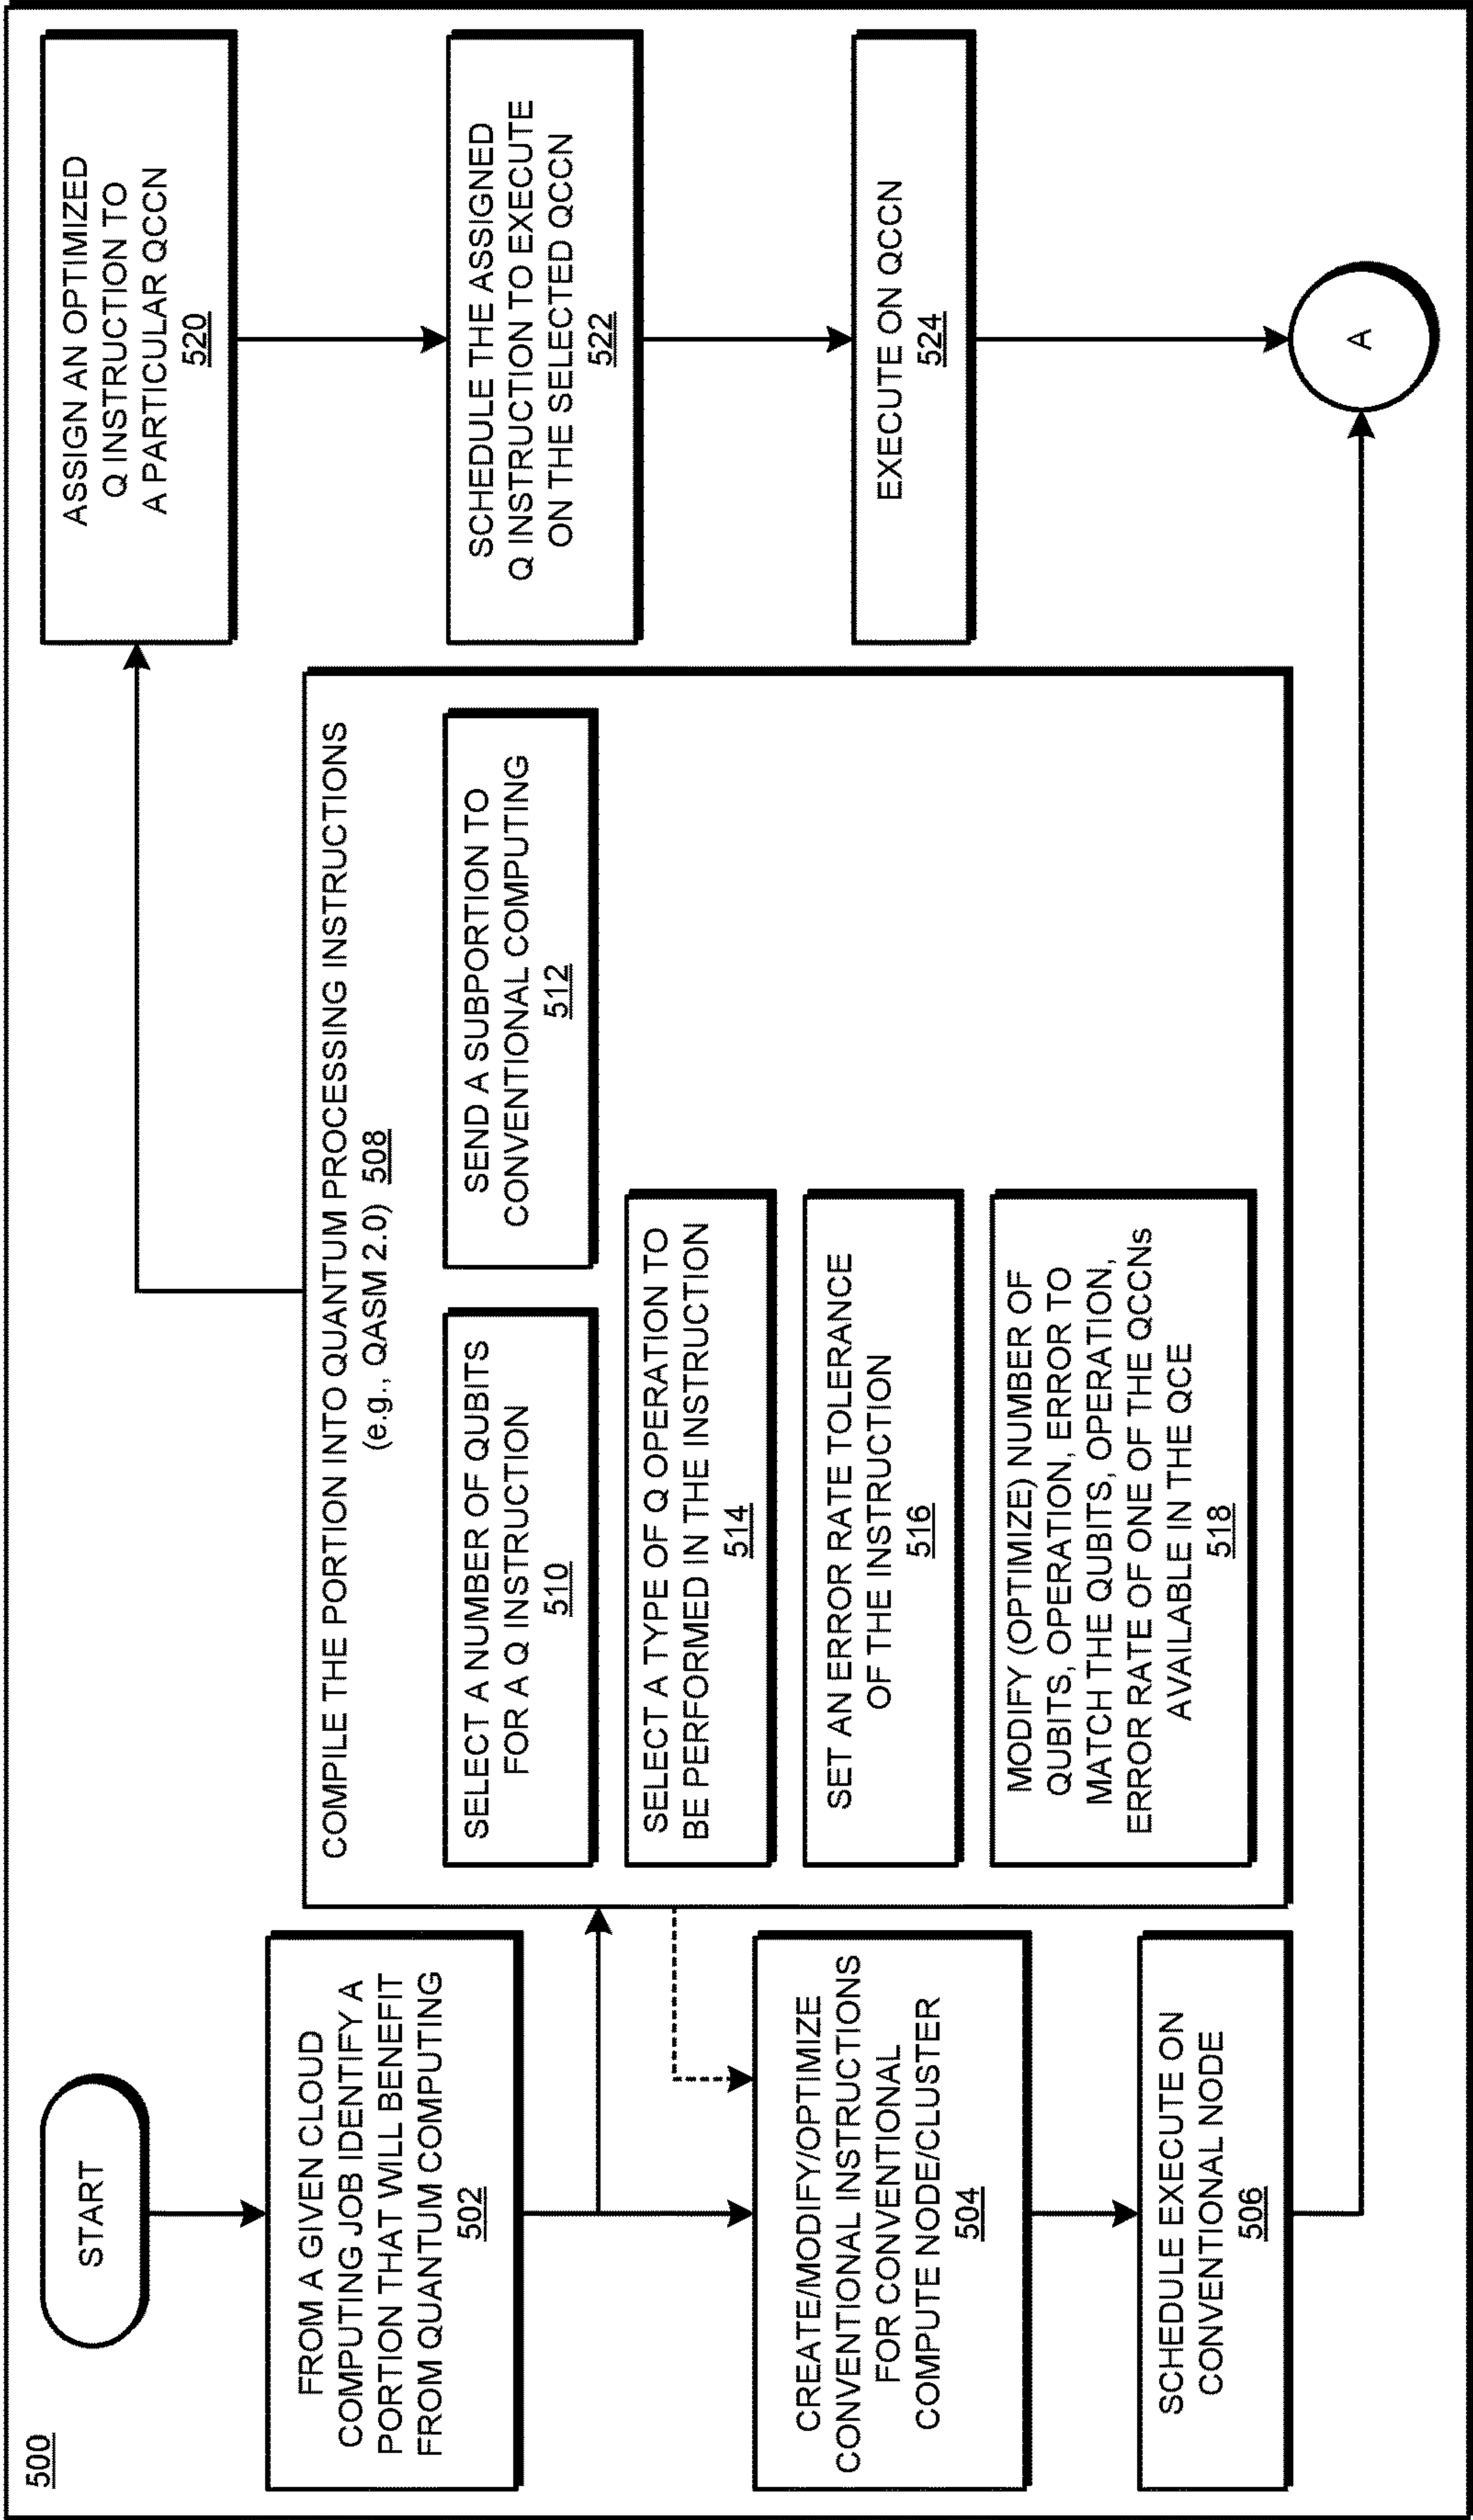 500
START
FROM A GIVEN CLOUD
COMPUTING JOB IDENTIFY A
PORTION THAT WILL BENEFIT
FROM QUANTUM COMPUTING
502
CREATE/MODIFY/OPTIMIZE
CONVENTIONAL INSTRUCTIONS
FOR CONVENTIONAL
COMPUTE NODE/CLUSTER
504
SCHEDULE EXECUTE ON
CONVENTIONAL NODE
506
COMPILE THE PORTION INTO QUANTUM PROCESSING INSTRUCTIONS
(e.g., QASM 2.0) 508
SELECT A NUMBER OF QUBITS
FOR A Q INSTRUCTION
510
SEND A SUBPORTION TO
CONVENTIONAL COMPUTING
512
SELECT A TYPE OF Q OPERATION TO
BE PERFORMED IN THE INSTRUCTION
514
SET AN ERROR RATE TOLERANCE
OF THE INSTRUCTION
516
MODIFY (OPTIMIZE) NUMBER OF
QUBITS, OPERATION, ERROR TO
MATCH THE QUBITS, OPERATION,
ERROR RATE OF ONE OF THE QCCNs
AVAILABLE IN THE QCE
518
ASSIGN AN OPTIMIZED
Q INSTRUCTION TO
A PARTICULAR QCCN
520
SCHEDULE THE ASSIGNED
Q INSTRUCTION TO EXECUTE
ON THE SELECTED QCCN
522
EXECUTE ON QCCN
524
A